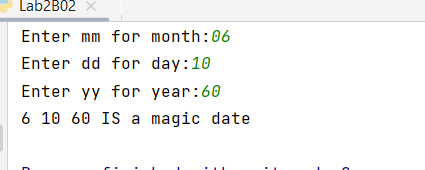 Lab2B02
Enter mm for month:06
Enter dd for day:10
Enter yy for year:60
6 10 60 IS a magic date